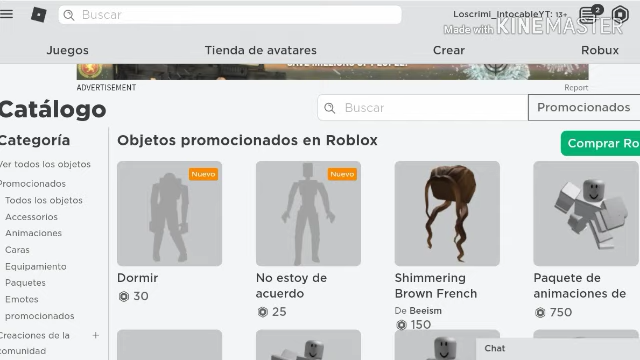 Buscar
Loscrimi_IntocableYT: 13+
2
Made with KINEMASTER
Juegos
Tienda de avatares
Crear
Robux
ADVERTISEMENT
Report
Catálogo
Buscar
Promocionados
Categoría
Objetos promocionados en Roblox
Comprar Ro
Ver todos los objetos
Promocionados
Todos los objetos
Accesorios
Animaciones
Caras
Equipamiento
Paquetes
Emotes
promocionados
Creaciones de la +
comunidad
Nuevo
Dormir
30
Nuevo
No estoy de
acuerdo
25
Shimmering
Brown French
De Beeism
150
Paquete de
animaciones de
750
Chat